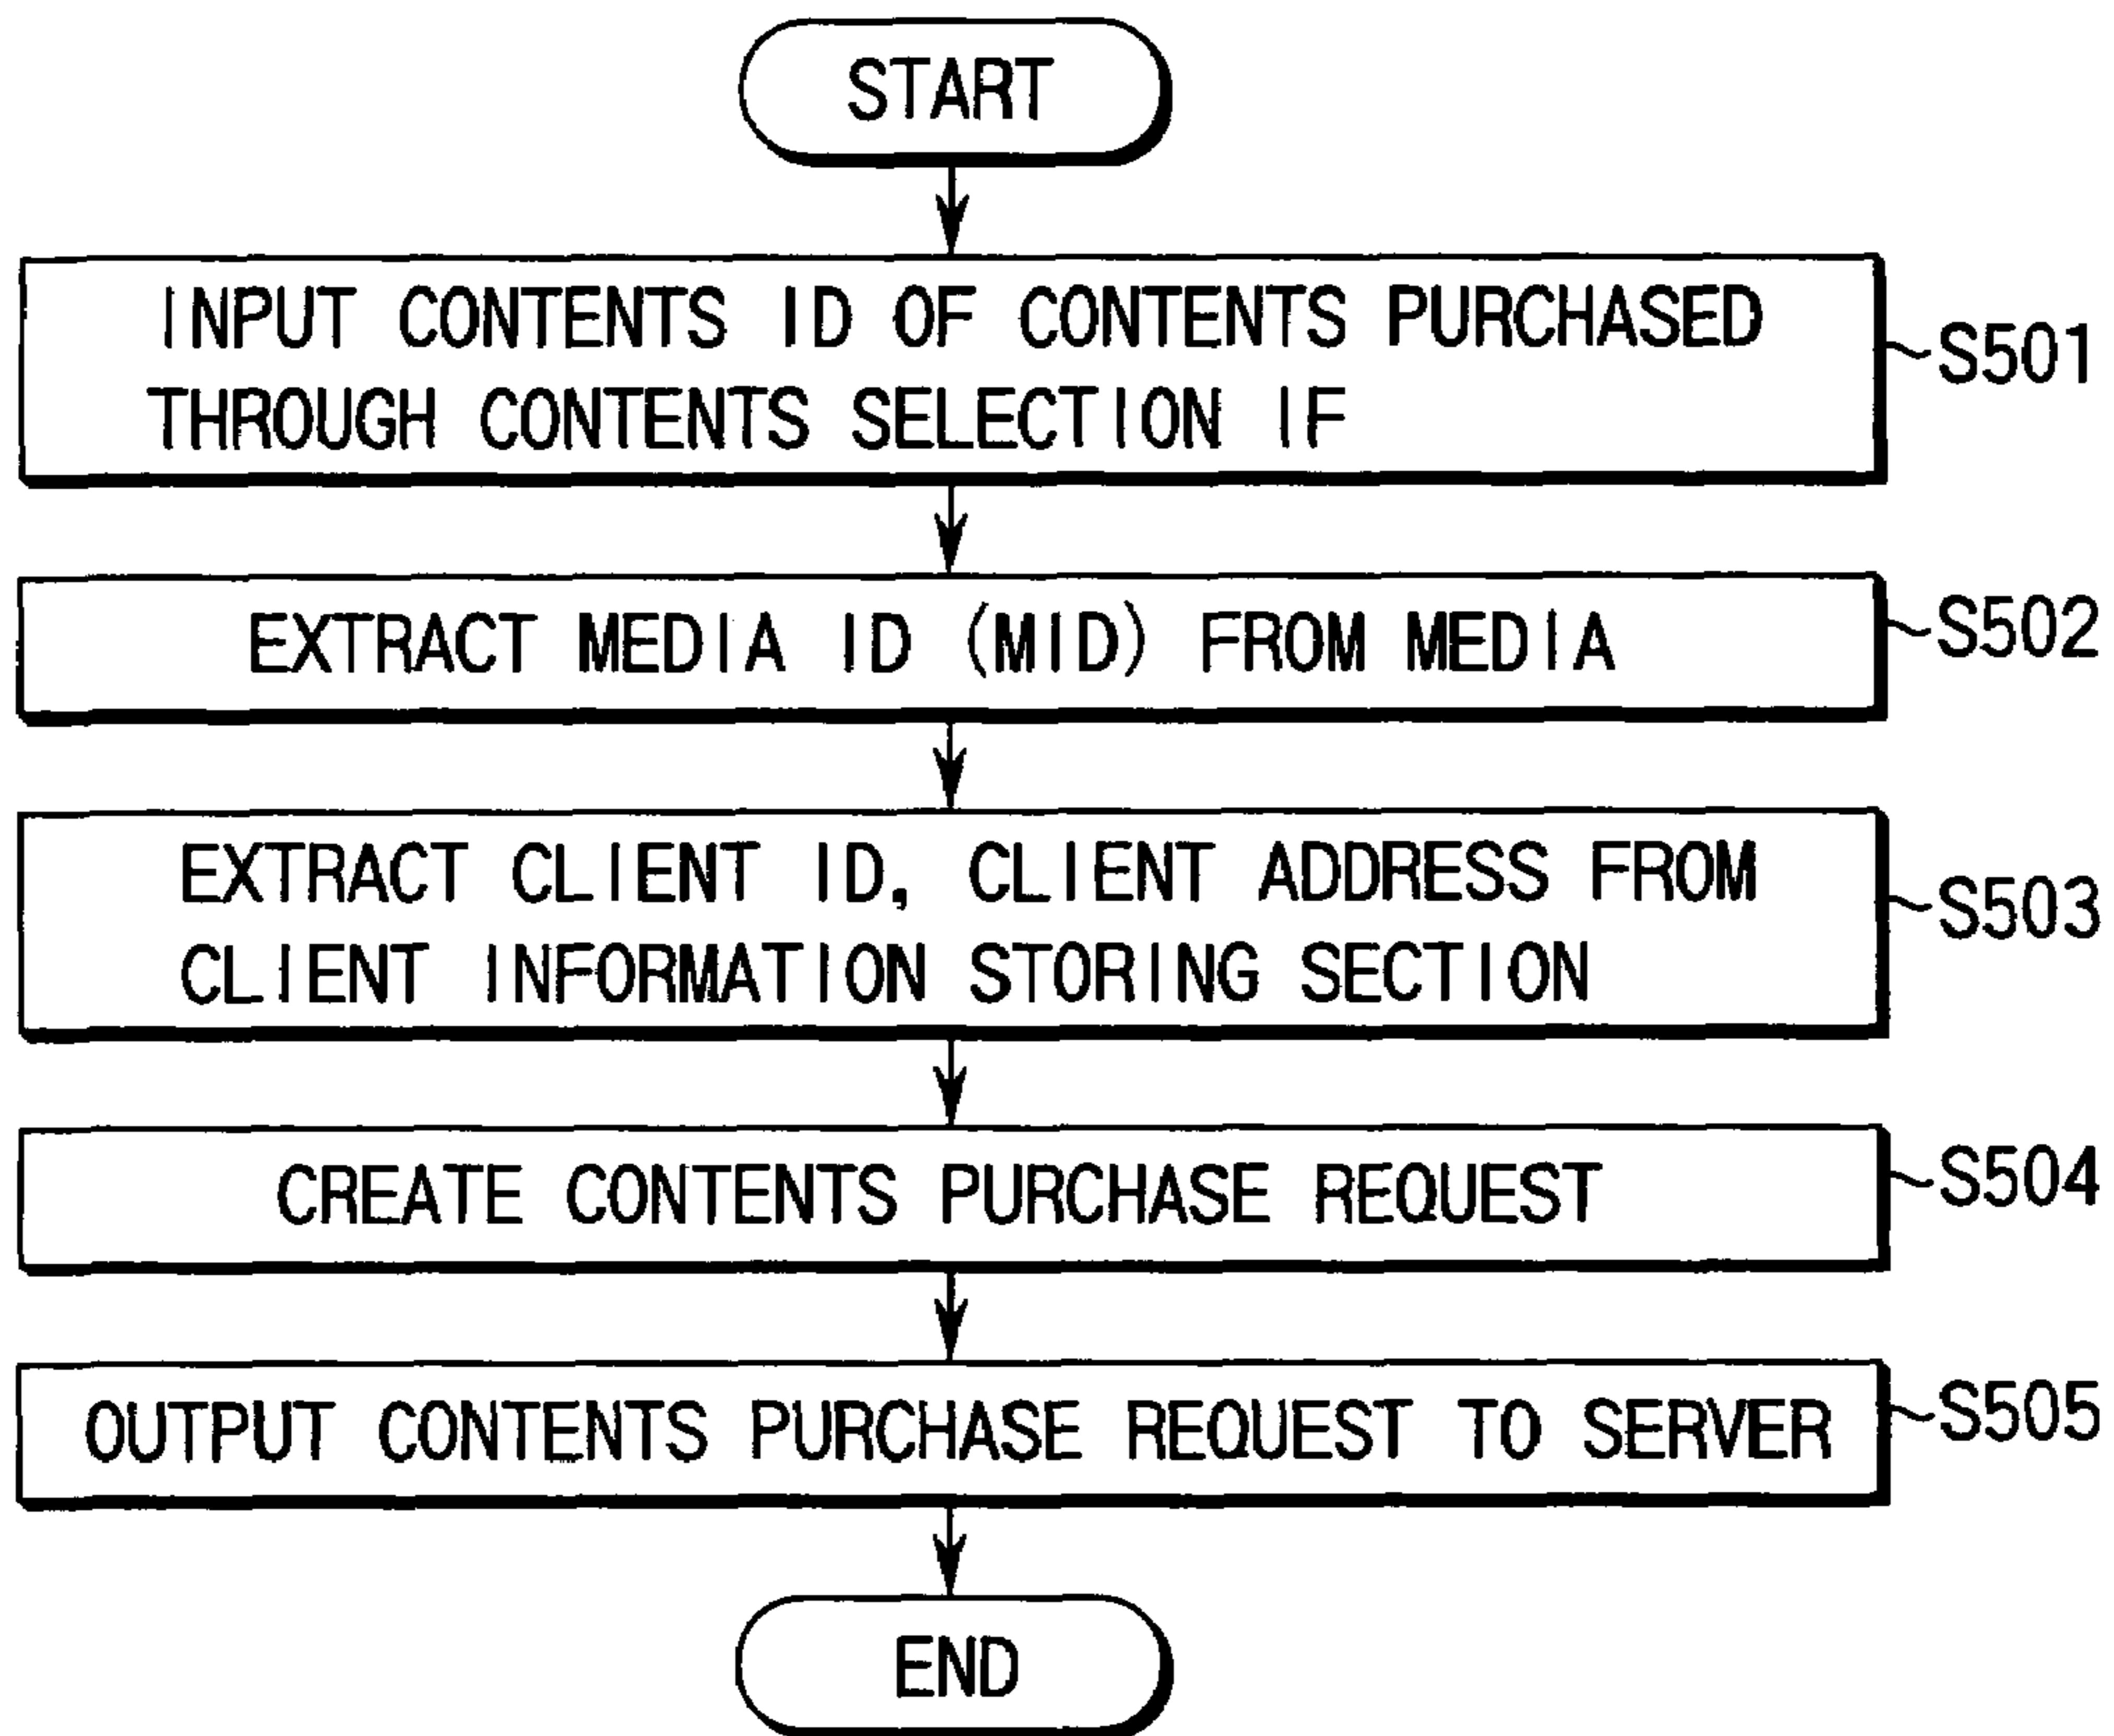 START
INPUT CONTENTS ID OF CONTENTS PURCHASED
THROUGH CONTENTS SELECTION IF
S501
EXTRACT MEDIA ID (MID) FROM MEDIA
S502
EXTRACT CLIENT ID, CLIENT ADDRESS FROM
CLIENT INFORMATION STORING SECTION
S503
CREATE CONTENTS PURCHASE REQUEST
S504
OUTPUT CONTENTS PURCHASE REQUEST TO SERVER
S505
END